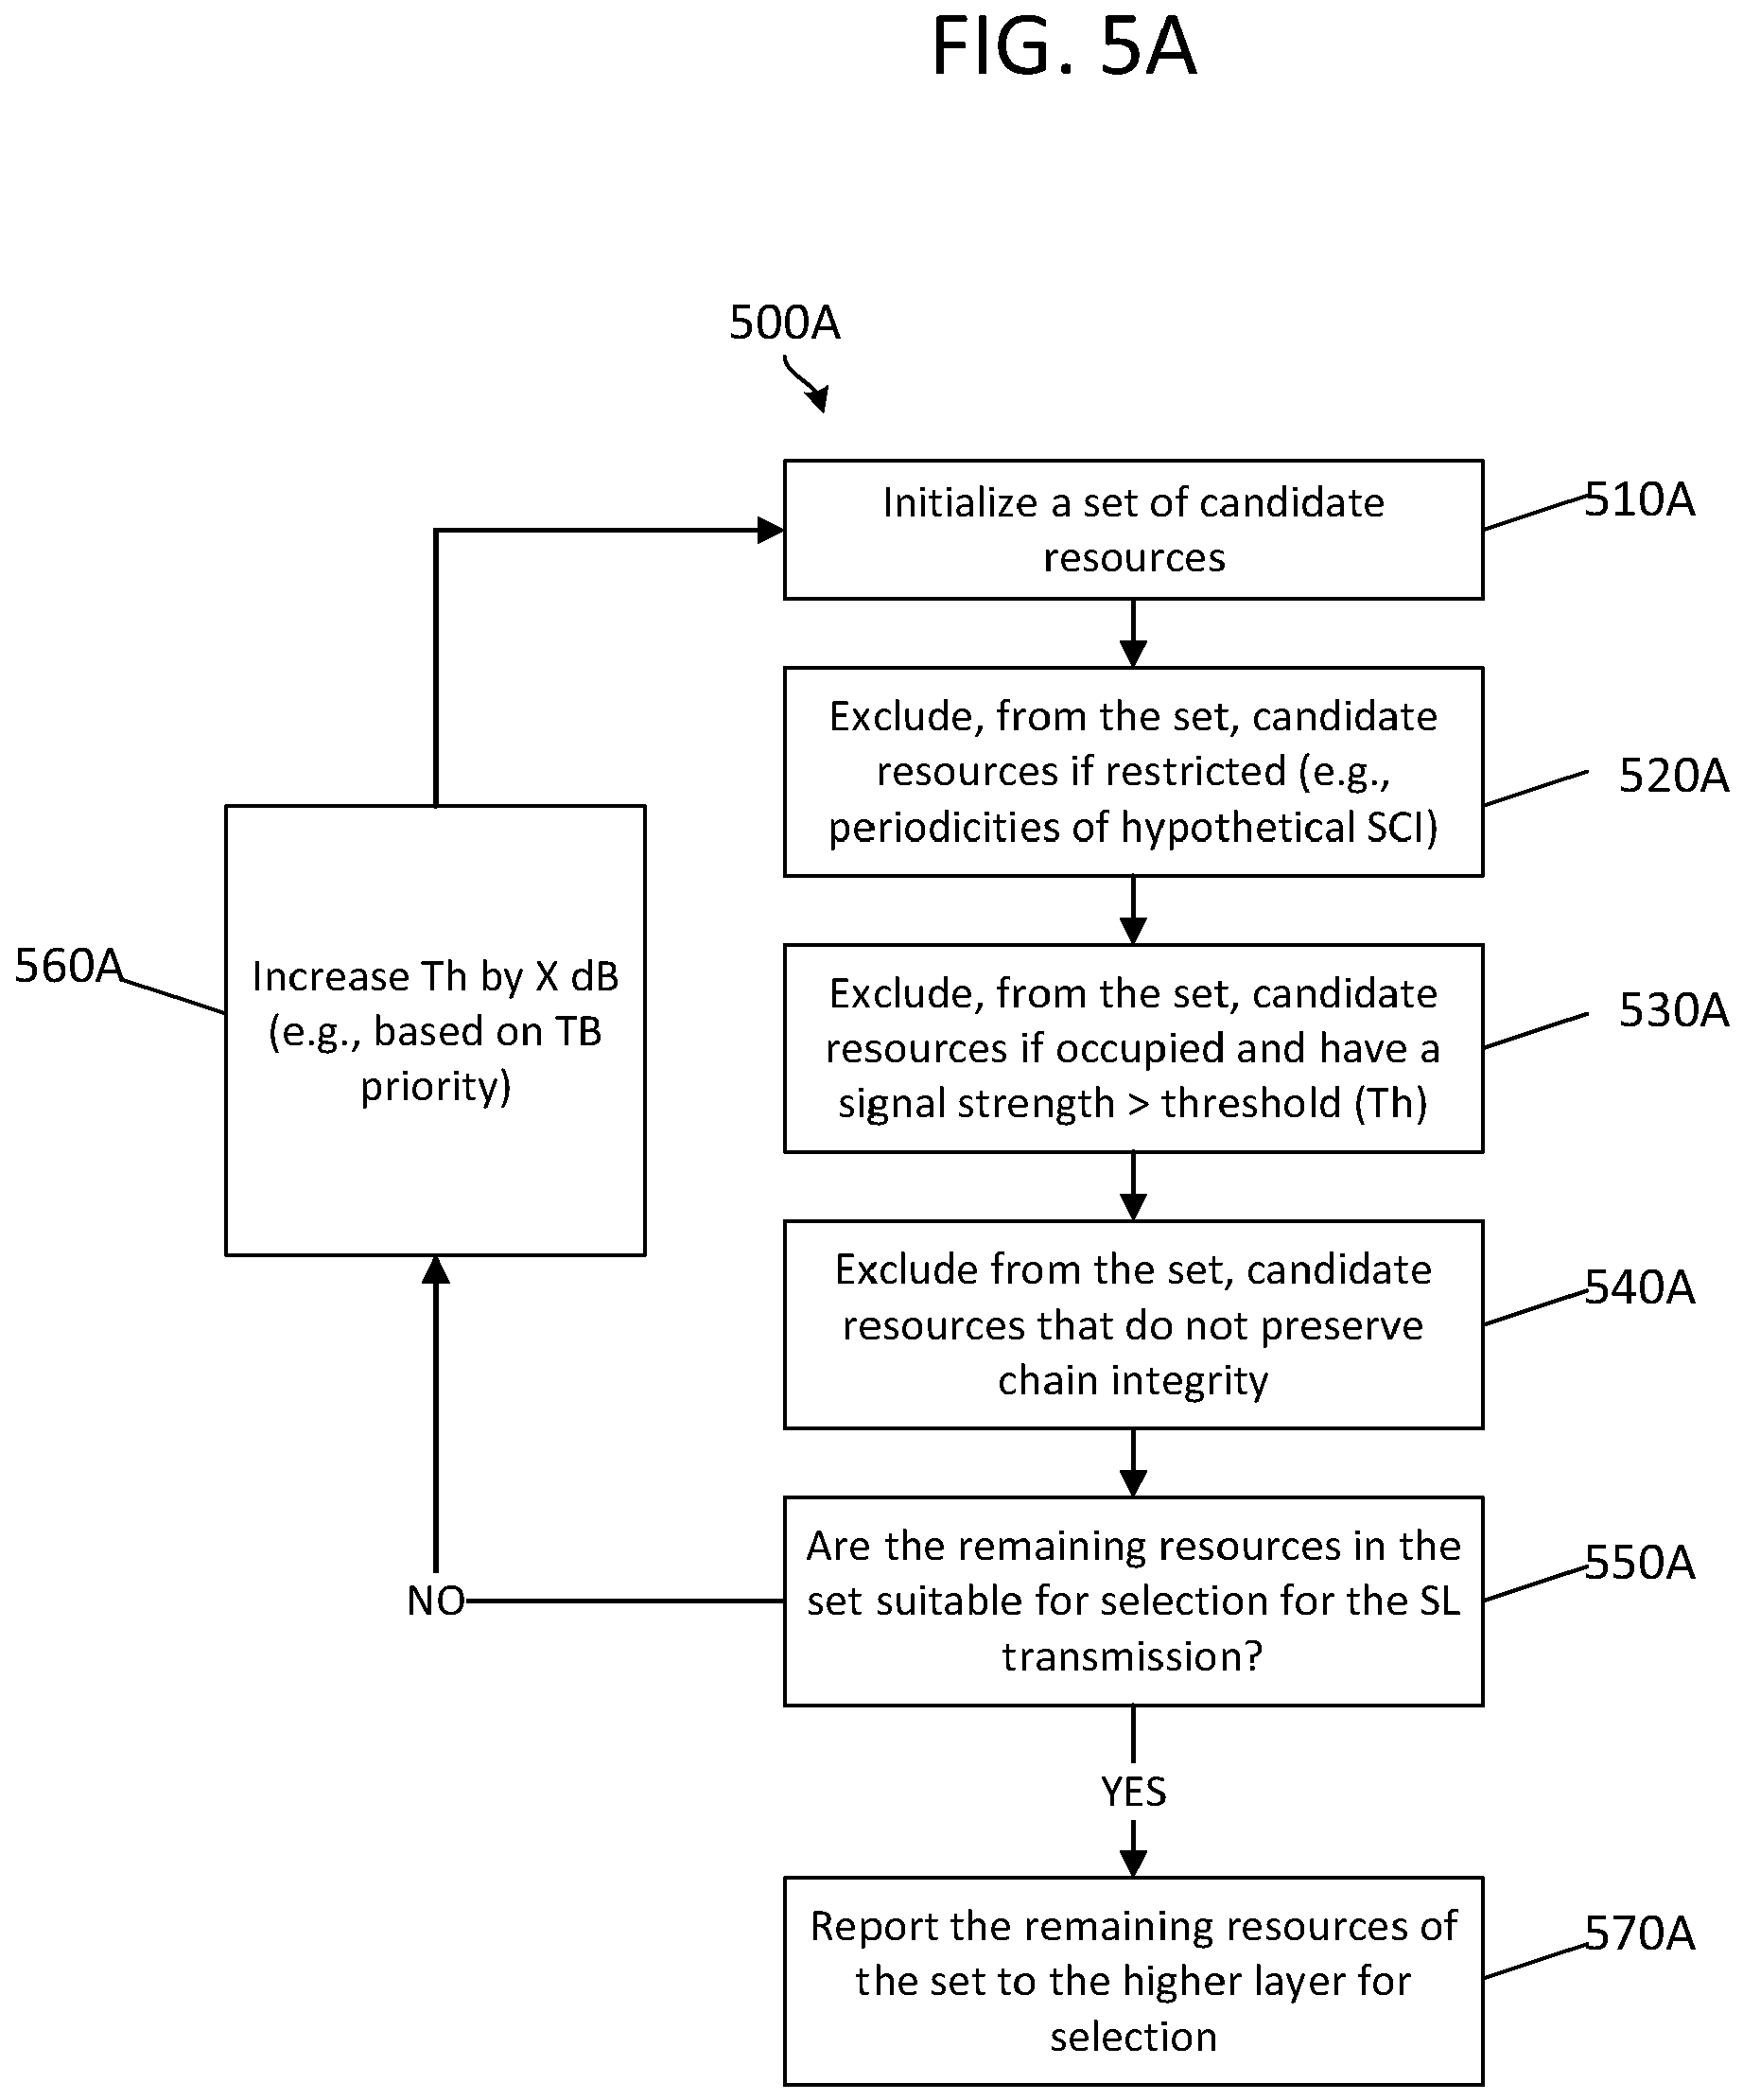 FIG. 5A
500A
Initialize a set of candidate
resources
510A
Exclude, from the set, candidate
resources if restricted (e.g.,
periodicities of hypothetical SCI)
520A
Exclude, from the set, candidate
resources if occupied and have a
signal strength > threshold (Th)
530A
560A
Increase Th by X dB
(e.g., based on TB
priority)
Exclude from the set, candidate
resources that do not preserve
chain integrity
540A
Are the remaining resources in the
set suitable for selection for the SL
transmission?
550A
NO
YES
Report the remaining resources of
the set to the higher layer for
selection
570A